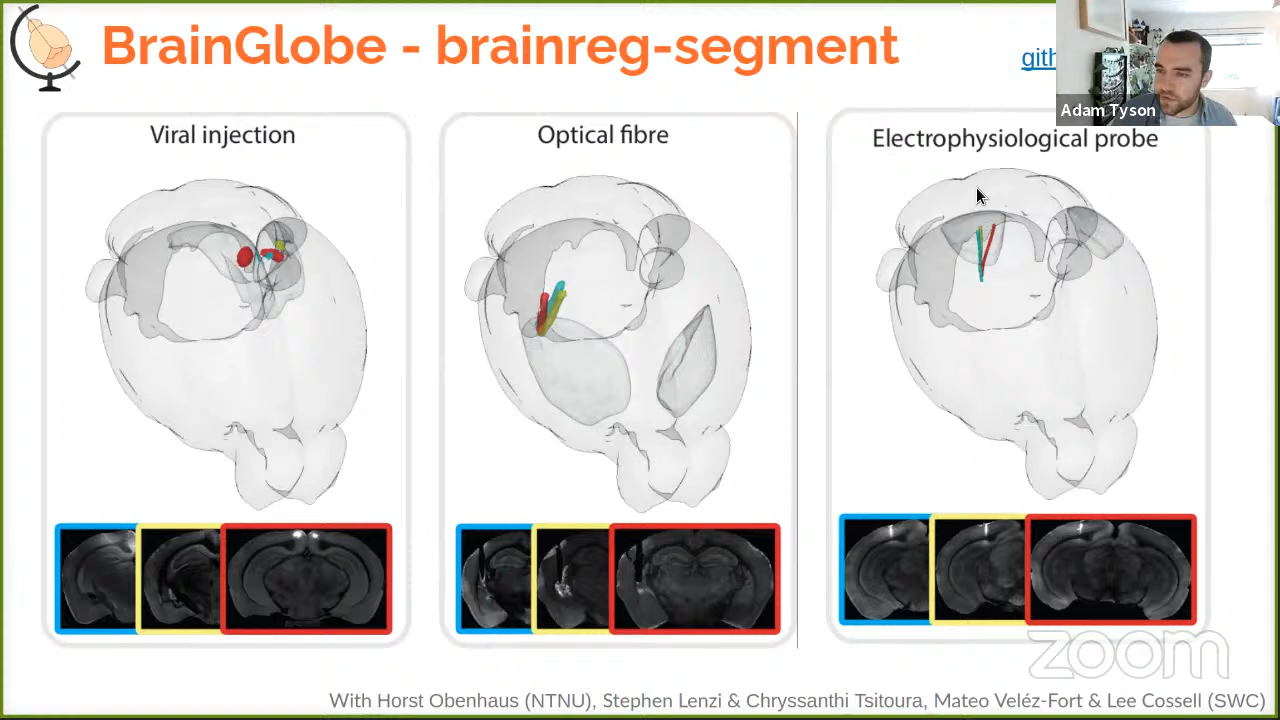 BrainGlobe - brainreg-segment
gith
Adam Tyson
Viral injection
Optical fibre
Electrophysiological probe
zoom
With Horst Obenhaus (NTNU), Stephen Lenzi & Chryssanthi Tsitoura, Mateo Veléz-Fort & Lee Cossell (SWC)